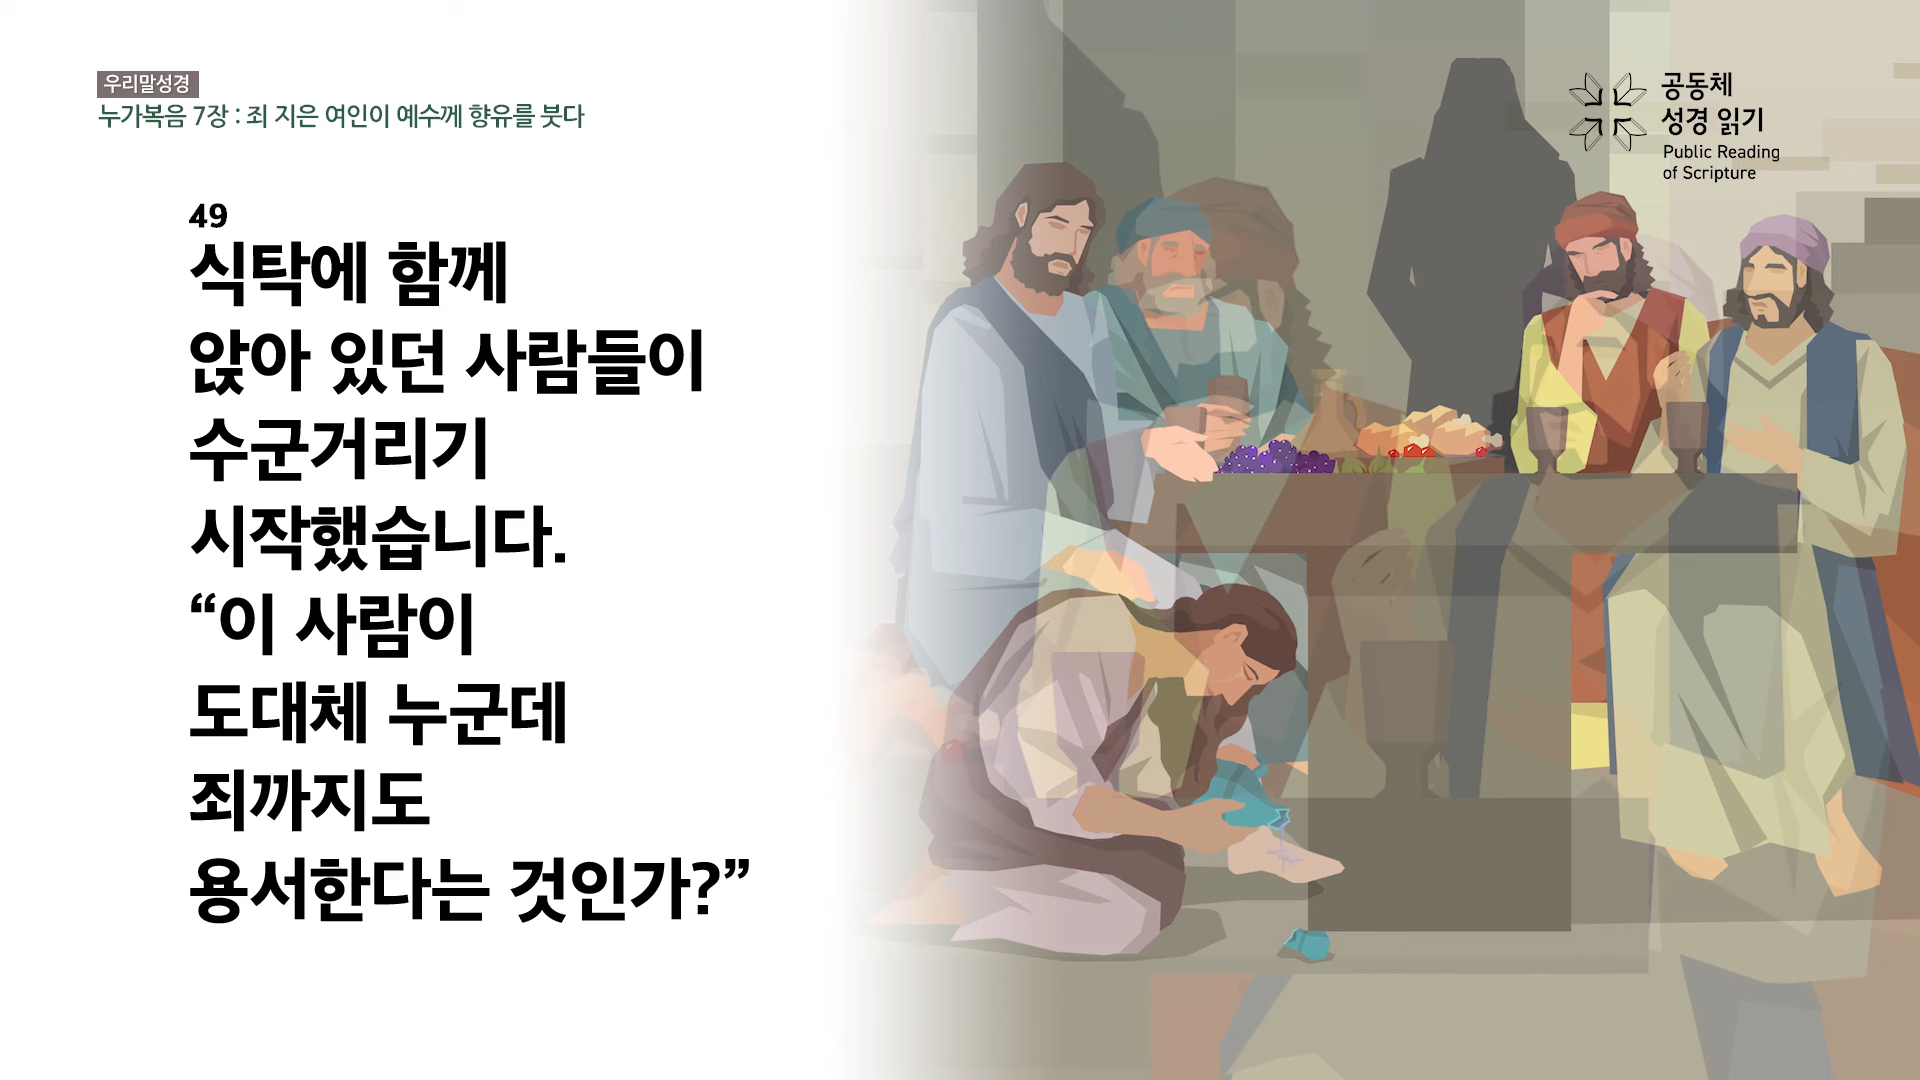 우리말성경
누가복음 7장 : 죄 지은 여인이 예수께 향유를 붓다
공동체
성경 읽기
Public Reading
of Scripture
49
식탁에 함께
앉아 있던 사람들이
수군거리기
시작했습니다.
“이 사람이
도대체 누군데
죄까지도
용서한다는 것인가?”